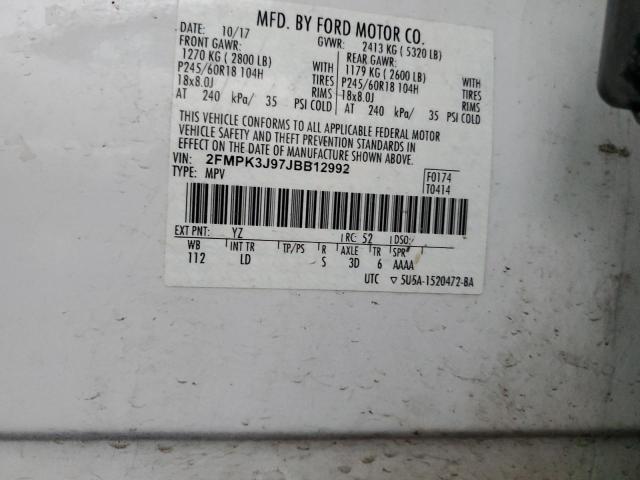 MFD. BY FORD MOTOR CO.
DATE: 10/17 GVWR: 2413 KG ( 5320 LB)
FRONT GAWR: REAR GAWR:
1270 KG ( 2800 LB) WITH 1179 KG ( 2600 LB) WITH
P245/60R18 104H TIRES P245/60R18 104H TIRES
18x8.0J RIMS 18x8.0J RIMS
AT 240 kPa/ 35 PSI COLD AT 240 kPa/ 35 PSI COLD
THIS VEHICLE CONFORMS TO ALL APPLICABLE FEDERAL MOTOR
VEHICLE SAFETY AND THEFT PREVENTION STANDARDS IN
EFFECT ON THE DATE OF MANUFACTURE SHOWN ABOVE.
VIN: 2FMPK3J97JBB12992
TYPE: MPV
F0174
T0414
EXT PNT: YZ RC: 52 DSO:
WB INT TR TP/PS R AXLE TR SPR
112 LD S 3D 6 AAAA
UTC ▽ 5U5A-1520472-BA